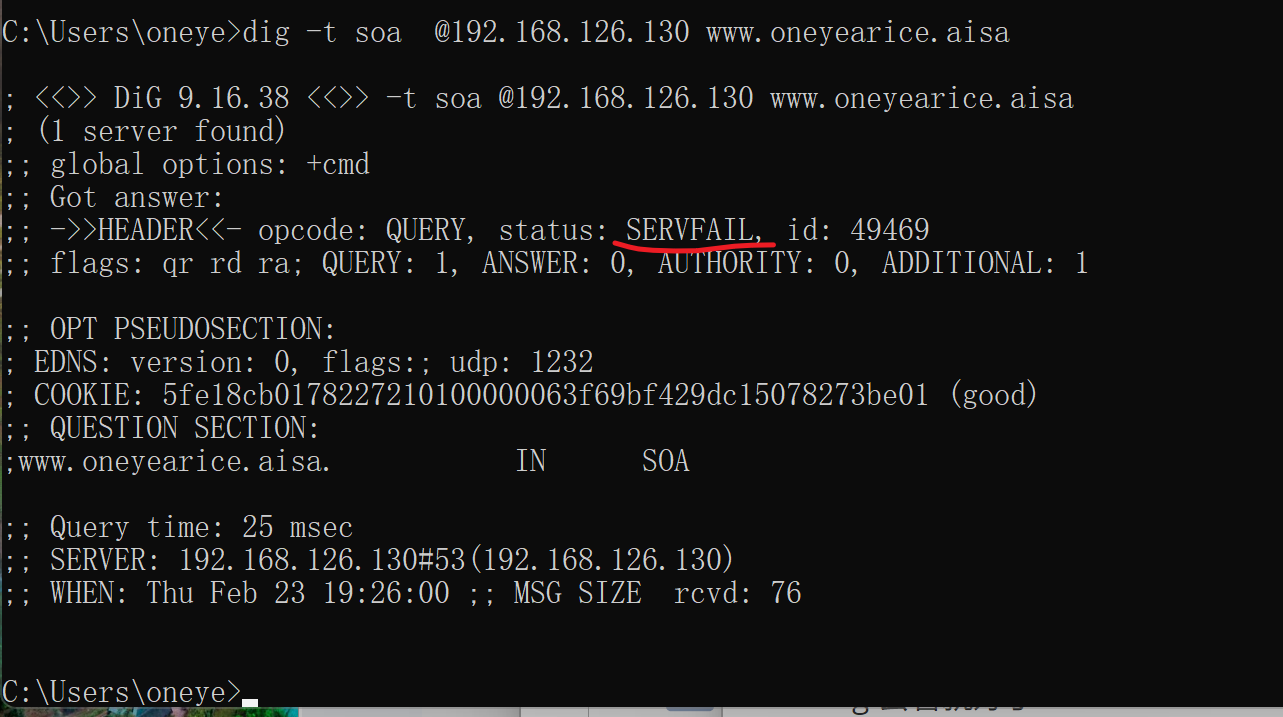 C:\Users\oneye>dig -t soa  @192.168.126.130 www.oneyearice.aisa
; <<>> DiG 9.16.38 <<>> -t soa @192.168.126.130 www.oneyearice.aisa
; (1 server found)
;; global options: +cmd
;; Got answer:
;; ->>HEADER<<- opcode: QUERY, status: SERVFAIL, id: 49469
;; flags: qr rd ra; QUERY: 1, ANSWER: 0, AUTHORITY: 0, ADDITIONAL: 1
;; OPT PSEUDOSECTION:
; EDNS: version: 0, flags:; udp: 1232
; COOKIE: 5fe18cb0178227210100000063f69bf429dc15078273be01 (good)
;; QUESTION SECTION:
;www.oneyearice.aisa.            IN      SOA
;; Query time: 25 msec
;; SERVER: 192.168.126.130#53(192.168.126.130)
;; WHEN: Thu Feb 23 19:26:00 ;; MSG SIZE  rcvd: 76
C:\Users\oneye>